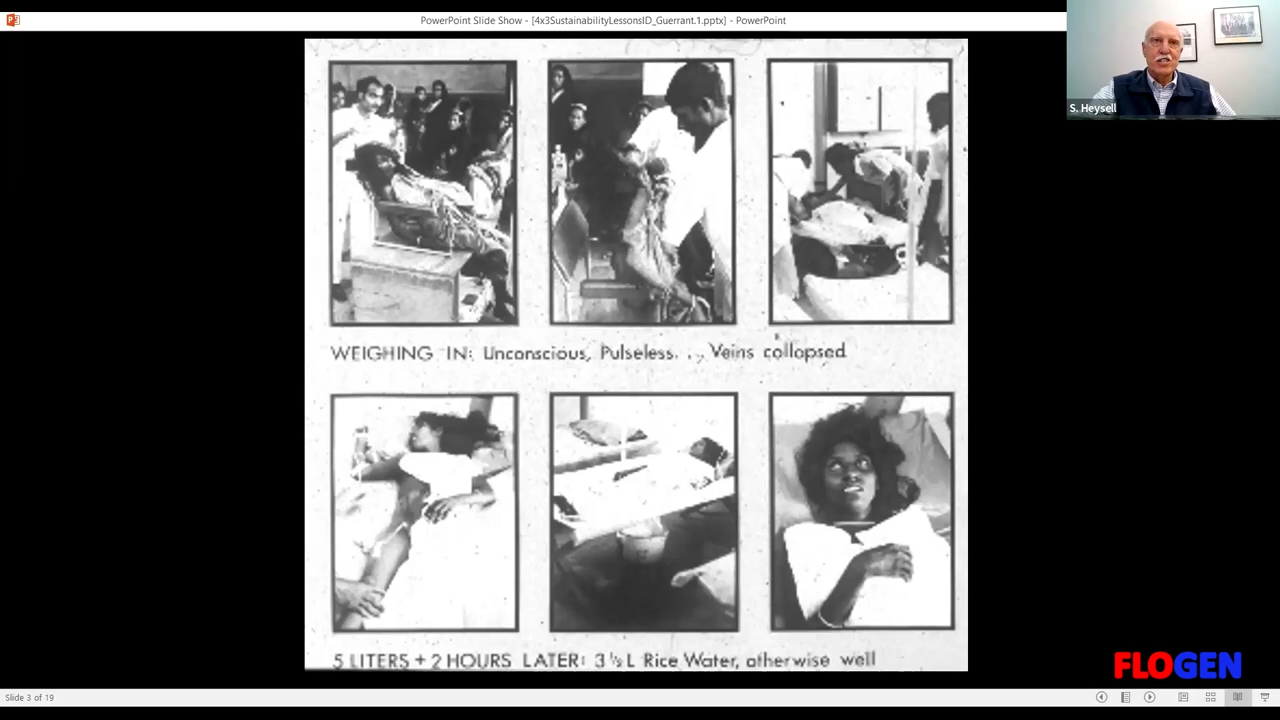 PowerPoint Slide Show - [4x3SustainabilityLessonsID_Guerrant.1.pptx] - PowerPoint
S. Heysell
WEIGHING IN: Unconscious, Pulseless. . , Veins collapsed
5 LITERS + 2 HOURS LATER: 3 ½ L Rice Water, otherwise well
FLOGEN
Slide 3 of 19